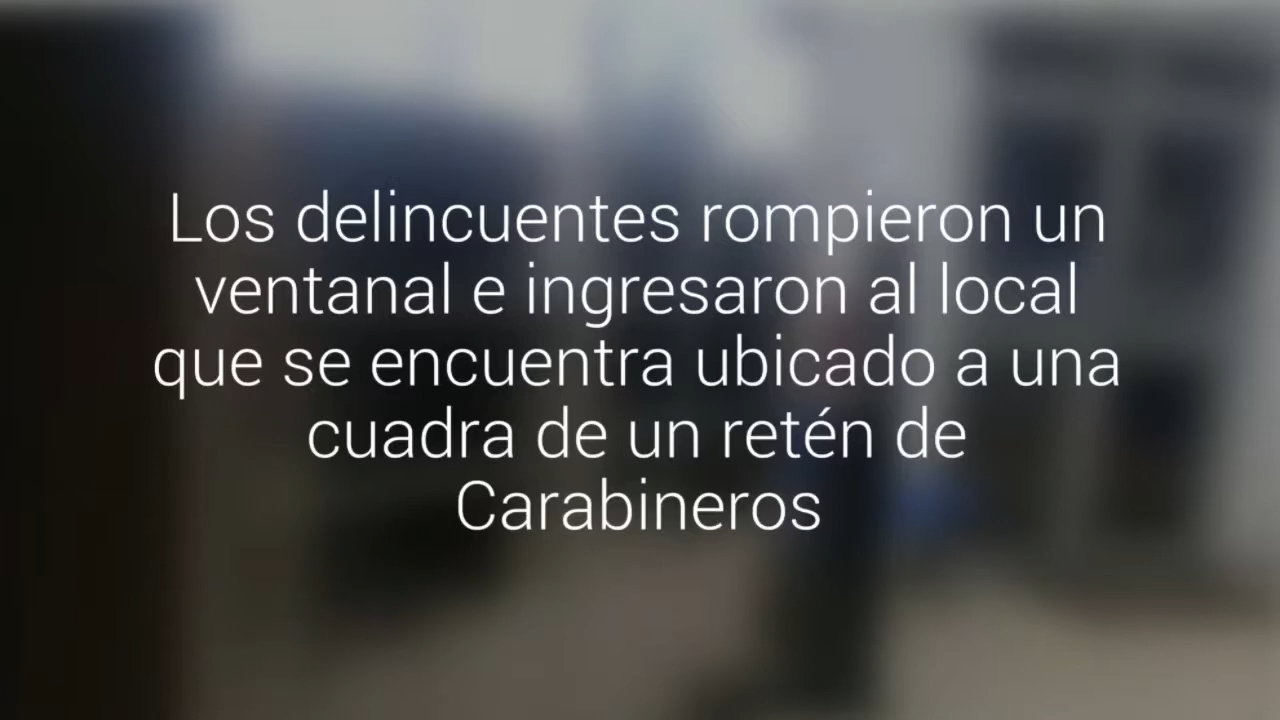 Los delincuentes rompieron un
ventanal e ingresaron al local
que se encuentra ubicado a una
cuadra de un retén de
Carabineros